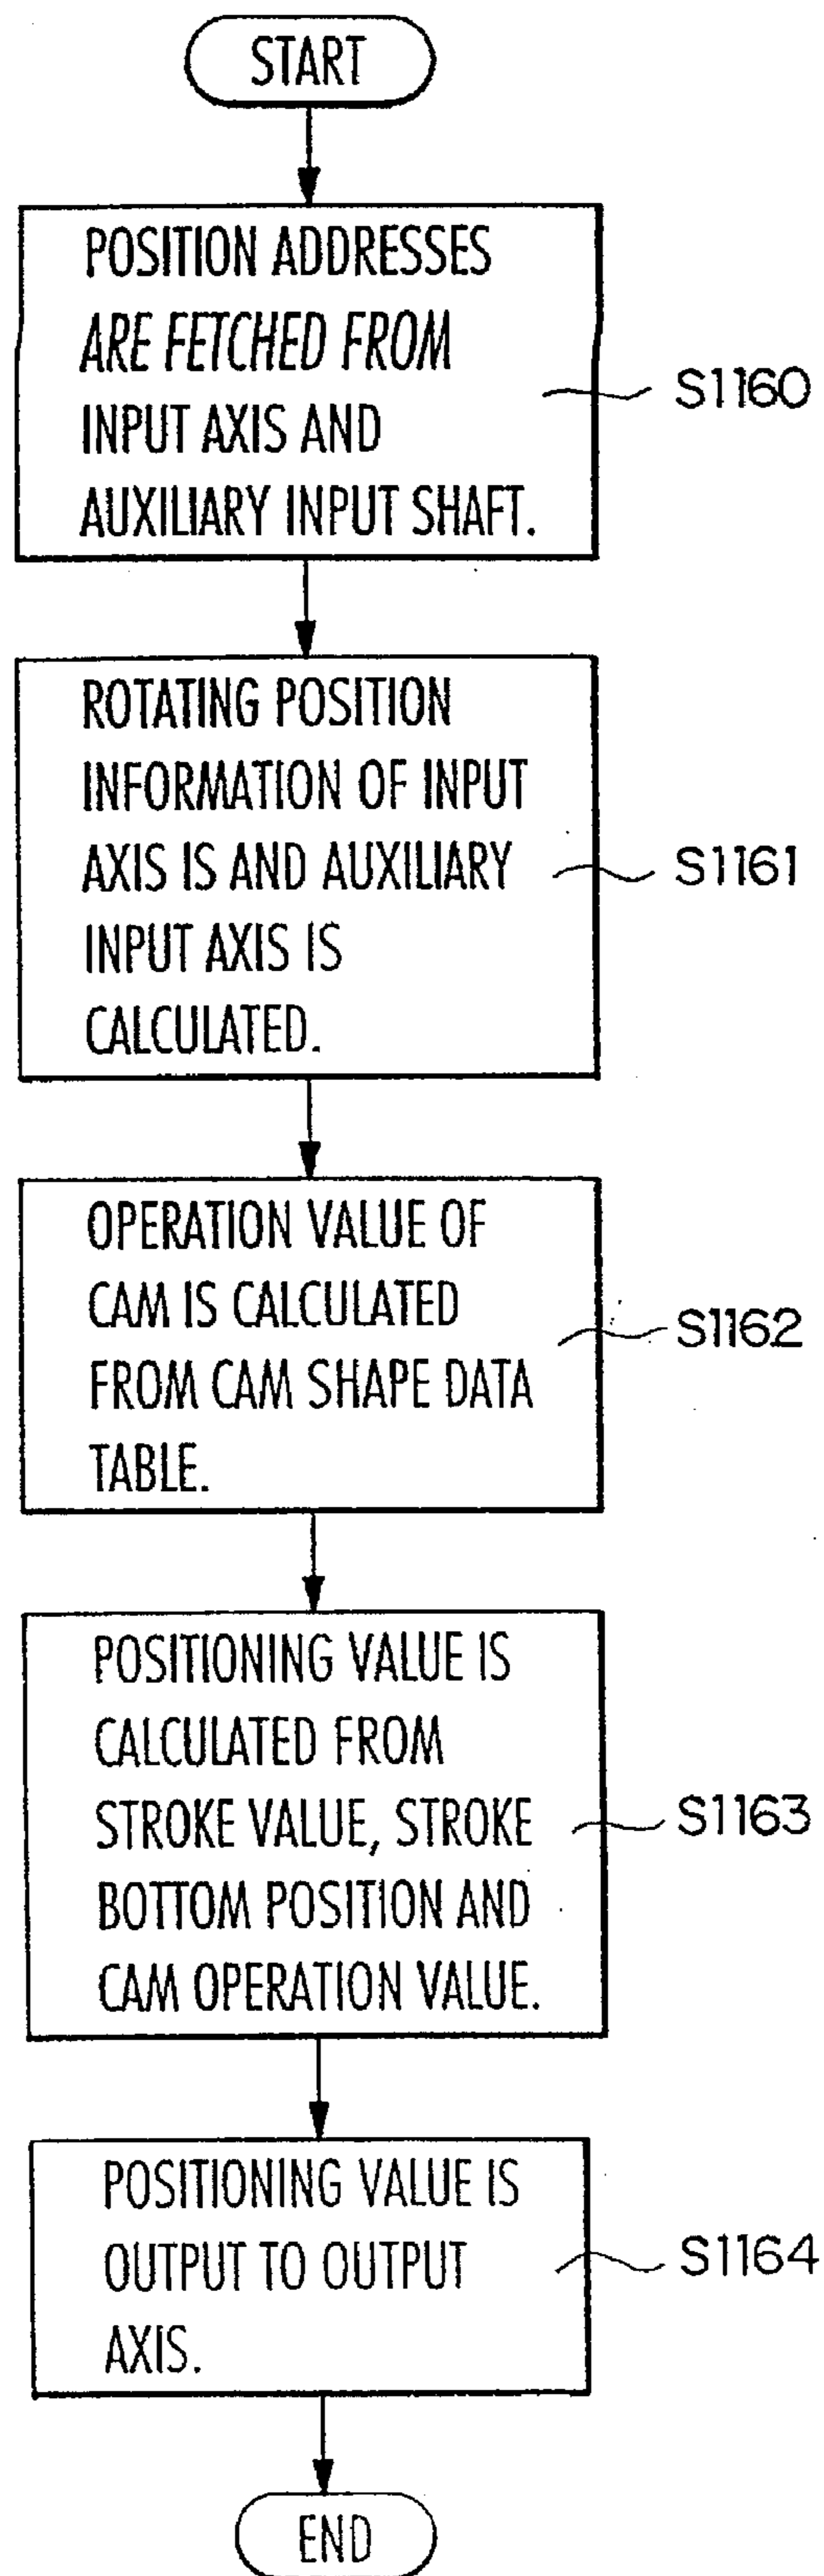 START
POSITION ADDRESSES
ARE FETCHED FROM
INPUT AXIS AND
AUXILIARY INPUT SHAFT.
S1160
ROTATING POSITION
INFORMATION OF INPUT
AXIS IS AND AUXILIARY
INPUT AXIS IS
CALCULATED.
S1161
OPERATION VALUE OF
CAM IS CALCULATED
FROM CAM SHAPE DATA
TABLE.
S1162
POSITIONING VALUE IS
CALCULATED FROM
STROKE VALUE, STROKE
BOTTOM POSITION AND
CAM OPERATION VALUE.
S1163
POSITIONING VALUE IS
OUTPUT TO OUTPUT
AXIS.
S1164
END